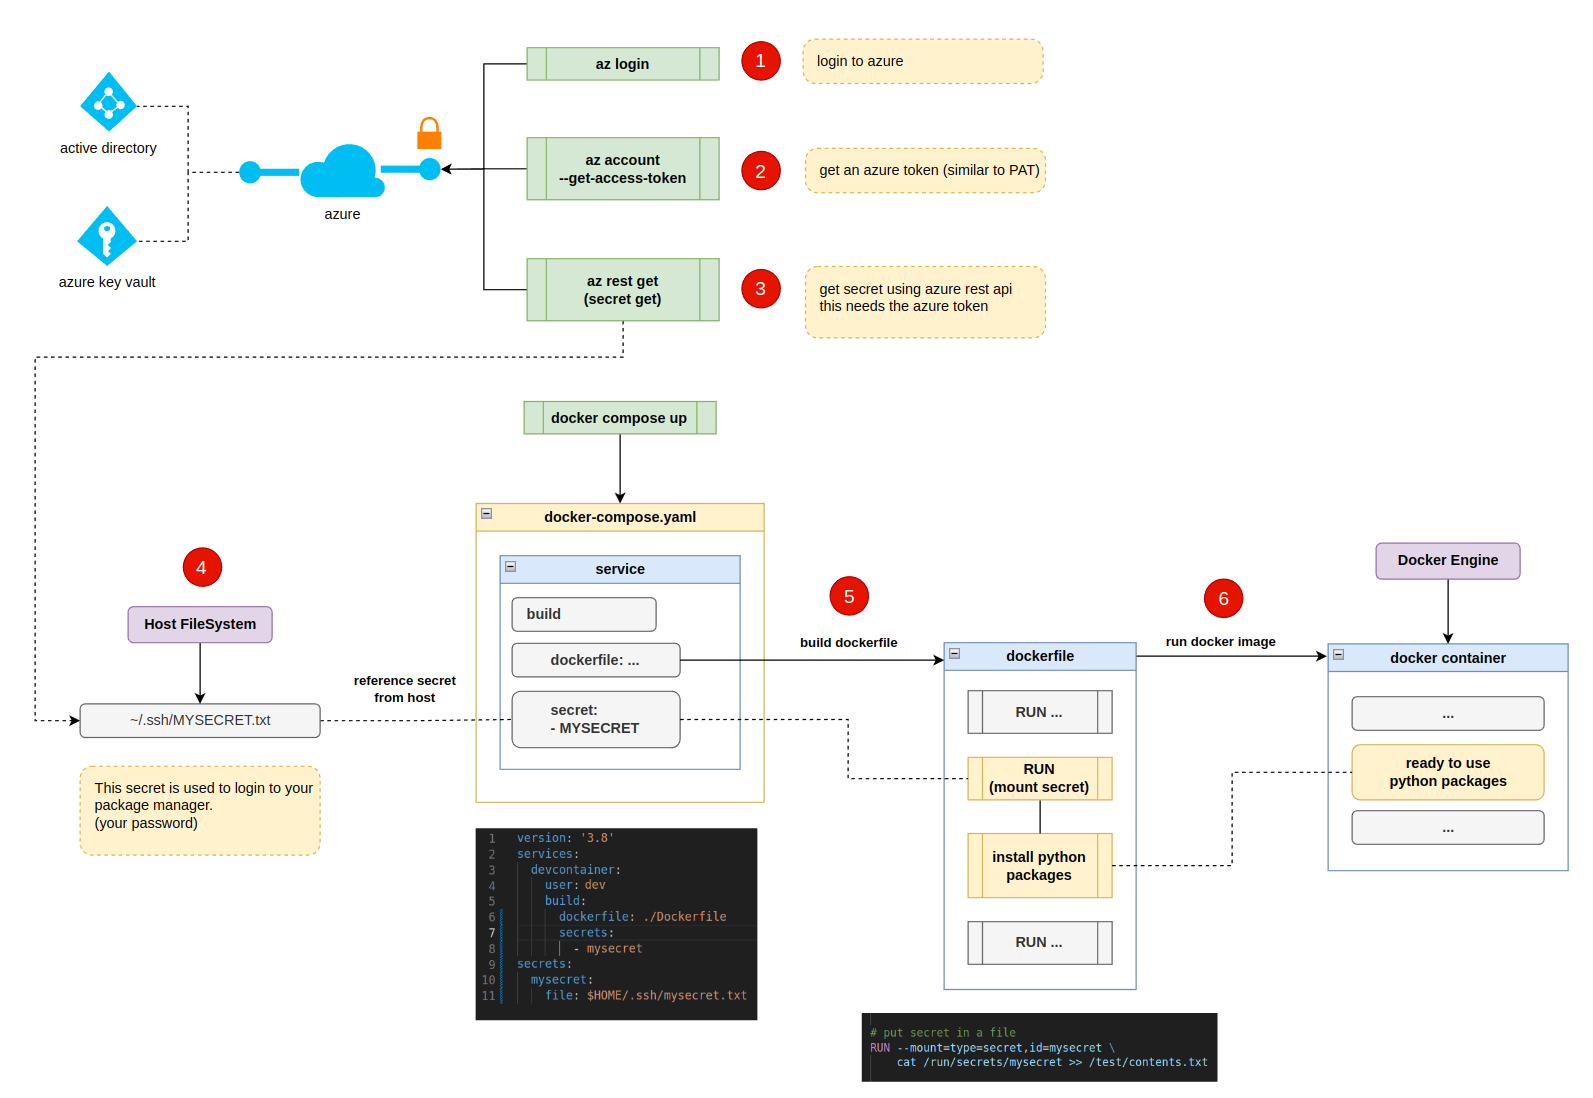 az login
1
login to azure
active directory
az account
--get-access-token
2
get an azure token (similar to PAT)
azure
azure key vault
az rest get
(secret get)
3
get secret using azure rest api
this needs the azure token
docker compose up
docker-compose.yaml
service
build
dockerfile: ...
secret:
- MYSECRET
4
Host FileSystem
~/.ssh/MYSECRET.txt
reference secret
from host
This secret is used to login to your
package manager.
(your password)
5
build dockerfile
dockerfile
RUN ...
RUN
(mount secret)
install python
packages
RUN ...
6
run docker image
Docker Engine
docker container
...
ready to use
python packages
...
1 version: '3.8'
2 services:
3 devcontainer:
4 user: dev
5 build:
6 dockerfile: ./Dockerfile
7 secrets:
8 - mysecret
9 secrets:
10 mysecret:
11 file: $HOME/.ssh/mysecret.txt
# put secret in a file
RUN --mount=type=secret,id=mysecret \
cat /run/secrets/mysecret >> /test/contents.txt